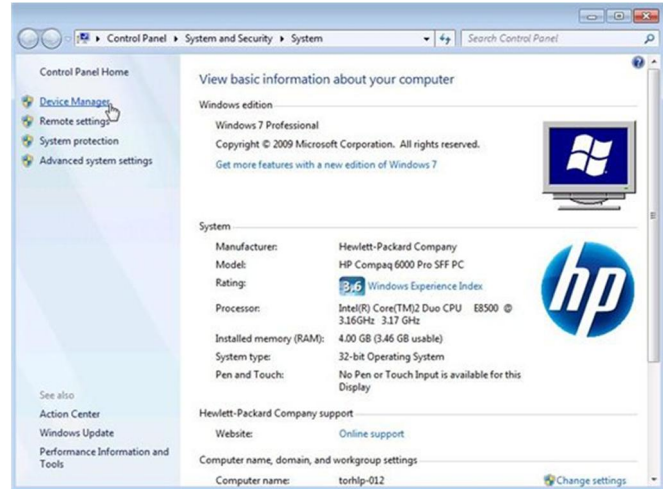 Control Panel ▸ System and Security ▸ System
Search Control Panel
Control Panel Home
Device Manager
Remote settings
System protection
Advanced system settings
See also
Action Center
Windows Update
Performance Information and
Tools
View basic information about your computer
Windows edition
Windows 7 Professional
Copyright © 2009 Microsoft Corporation. All rights reserved.
Get more features with a new edition of Windows 7
System
Manufacturer: Hewlett-Packard Company
Model: HP Compaq 6000 Pro SFF PC
Rating: 3,6 Windows Experience Index
Processor: Intel(R) Core(TM)2 Duo CPU E8500 @
3.16GHz 3.17 GHz
Installed memory (RAM): 4.00 GB (3.46 GB usable)
System type: 32-bit Operating System
Pen and Touch: No Pen or Touch Input is available for this
Display
hp
Hewlett-Packard Company support
Website: Online support
Computer name, domain, and workgroup settings
Computer name: torhlp-012
Change settings